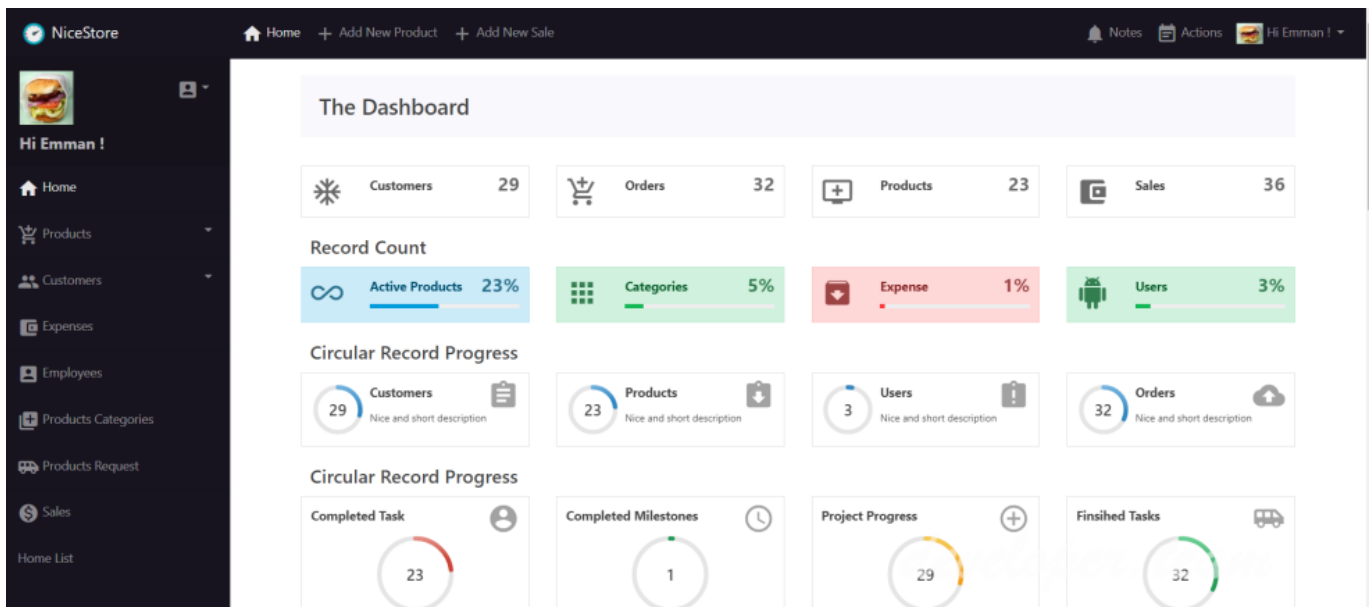 NiceStore
Home Add New Product Add New Sale
Notes Actions Hi Emman !
Hi Emman !
Home
Products
Customers
Expenses
Employees
Products Categories
Products Request
Sales
Home List
The Dashboard
Customers 29
Orders 32
Products 23
Sales 36
Record Count
Active Products 23%
Categories 5%
Expense 1%
Users 3%
Circular Record Progress
29 Customers
Nice and short description
23 Products
Nice and short description
3 Users
Nice and short description
32 Orders
Nice and short description
Circular Record Progress
Completed Task
23
Completed Milestones
1
Project Progress
29
Finsihed Tasks
32